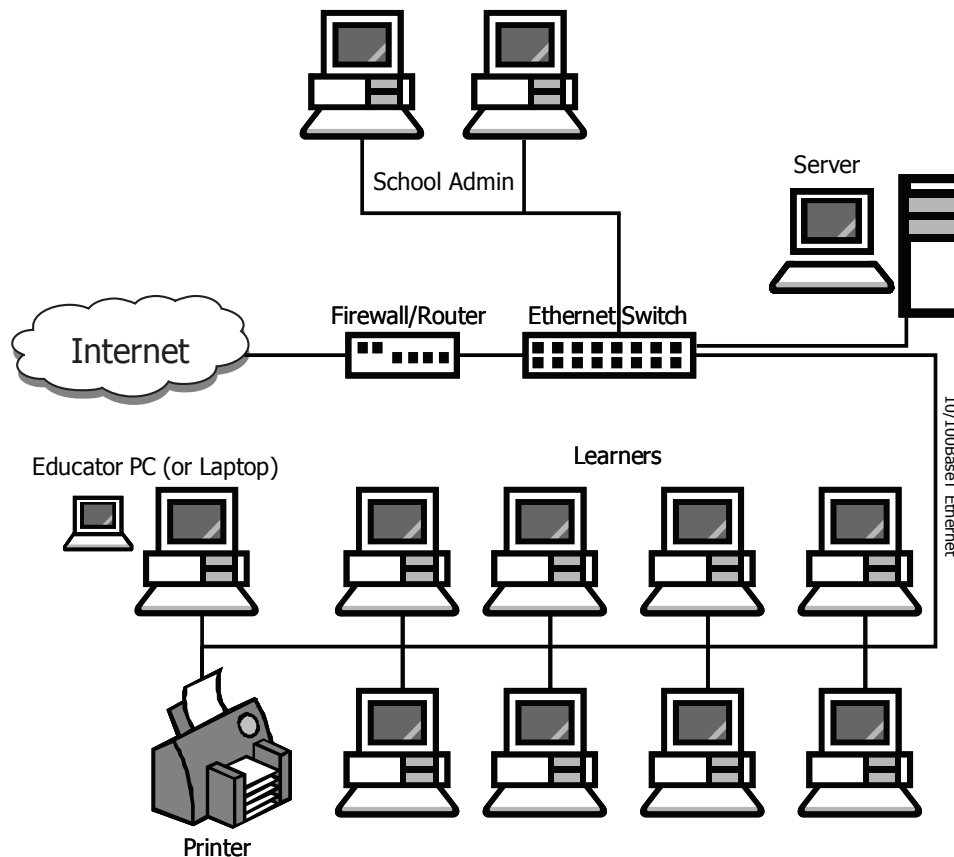 School Admin
Server
Firewall/Router
Ethernet Switch
Internet
10/100BaseT Ethernet
Educator PC (or Laptop)
Learners
Printer